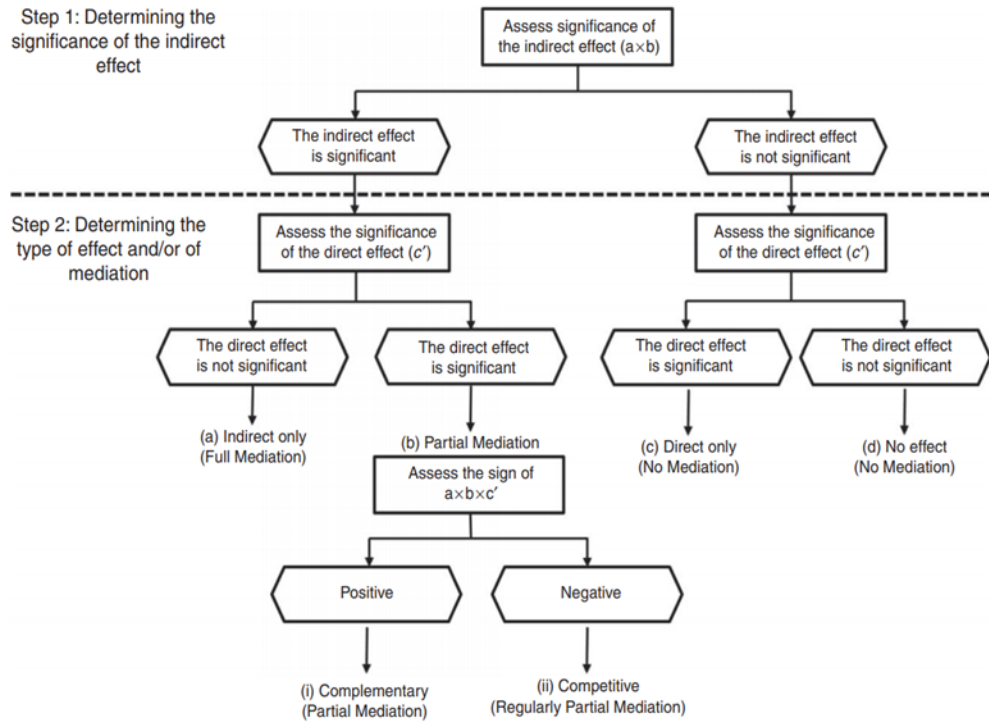 Step 1: Determining the
significance of the indirect
effect
Assess significance of
the indirect effect (a×b)
The indirect effect
is significant
The indirect effect
is not significant
Step 2: Determining the
type of effect and/or of
mediation
Assess the significance
of the direct effect (c′)
Assess the significance
of the direct effect (c′)
The direct effect
is not significant
The direct effect
is significant
The direct effect
is significant
The direct effect
is not significant
(a) Indirect only
(Full Mediation)
(b) Partial Mediation
(c) Direct only
(No Mediation)
(d) No effect
(No Mediation)
Assess the sign of
a×b×c′
Positive
Negative
(i) Complementary
(Partial Mediation)
(ii) Competitive
(Regularly Partial Mediation)